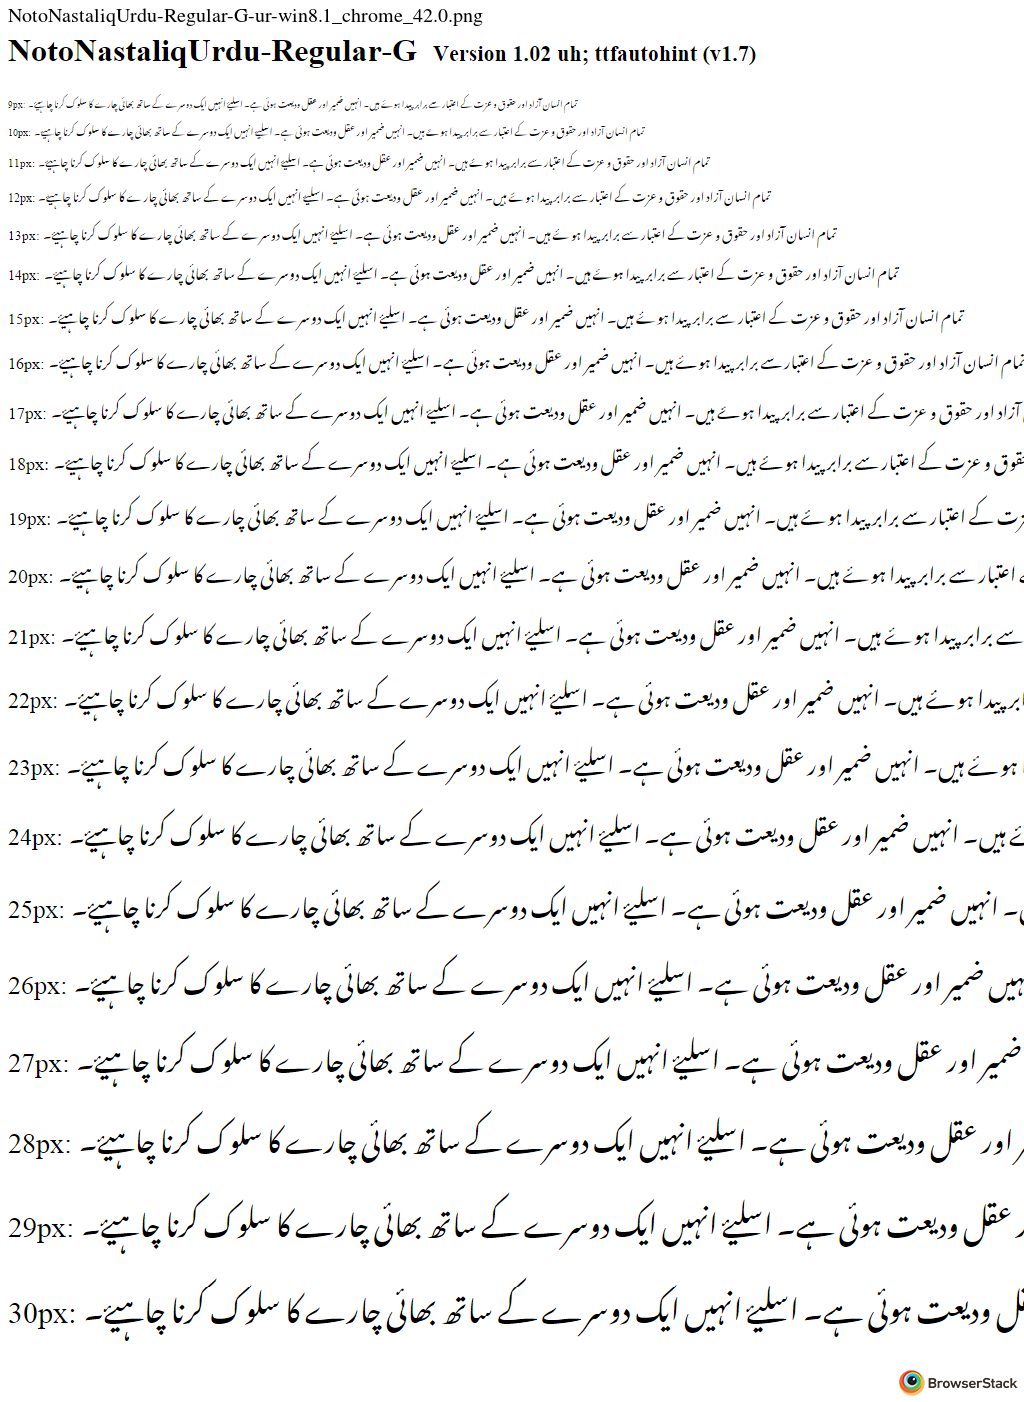 NotoNastaliqUrdu-Regular-G-ur-win8.1_chrome_42.0.png
NotoNastaliqUrdu-Regular-G Version 1.02 uh; ttfautohint (v1.7)
9px: تمام انسان آزاد اور حقوق و عزت کے اعتبار سے برابر پیدا ہوئے ہیں۔ انہیں ضمیر اور عقل ودیعت ہوئی ہے۔ اسلیئے انہیں ایک دوسرے کے ساتھ بھائی چارے کا سلوک کرنا چاہیئے۔
10px: تمام انسان آزاد اور حقوق و عزت کے اعتبار سے برابر پیدا ہوئے ہیں۔ انہیں ضمیر اور عقل ودیعت ہوئی ہے۔ اسلیئے انہیں ایک دوسرے کے ساتھ بھائی چارے کا سلوک کرنا چاہیئے۔
11px: تمام انسان آزاد اور حقوق و عزت کے اعتبار سے برابر پیدا ہوئے ہیں۔ انہیں ضمیر اور عقل ودیعت ہوئی ہے۔ اسلیئے انہیں ایک دوسرے کے ساتھ بھائی چارے کا سلوک کرنا چاہیئے۔
12px: تمام انسان آزاد اور حقوق و عزت کے اعتبار سے برابر پیدا ہوئے ہیں۔ انہیں ضمیر اور عقل ودیعت ہوئی ہے۔ اسلیئے انہیں ایک دوسرے کے ساتھ بھائی چارے کا سلوک کرنا چاہیئے۔
13px: تمام انسان آزاد اور حقوق و عزت کے اعتبار سے برابر پیدا ہوئے ہیں۔ انہیں ضمیر اور عقل ودیعت ہوئی ہے۔ اسلیئے انہیں ایک دوسرے کے ساتھ بھائی چارے کا سلوک کرنا چاہیئے۔
14px: تمام انسان آزاد اور حقوق و عزت کے اعتبار سے برابر پیدا ہوئے ہیں۔ انہیں ضمیر اور عقل ودیعت ہوئی ہے۔ اسلیئے انہیں ایک دوسرے کے ساتھ بھائی چارے کا سلوک کرنا چاہیئے۔
15px: تمام انسان آزاد اور حقوق و عزت کے اعتبار سے برابر پیدا ہوئے ہیں۔ انہیں ضمیر اور عقل ودیعت ہوئی ہے۔ اسلیئے انہیں ایک دوسرے کے ساتھ بھائی چارے کا سلوک کرنا چاہیئے۔
16px: تمام انسان آزاد اور حقوق و عزت کے اعتبار سے برابر پیدا ہوئے ہیں۔ انہیں ضمیر اور عقل ودیعت ہوئی ہے۔ اسلیئے انہیں ایک دوسرے کے ساتھ بھائی چارے کا سلوک کرنا چاہیئے۔
17px: آزاد اور حقوق و عزت کے اعتبار سے برابر پیدا ہوئے ہیں۔ انہیں ضمیر اور عقل ودیعت ہوئی ہے۔ اسلیئے انہیں ایک دوسرے کے ساتھ بھائی چارے کا سلوک کرنا چاہیئے۔
18px: و عزت کے اعتبار سے برابر پیدا ہوئے ہیں۔ انہیں ضمیر اور عقل ودیعت ہوئی ہے۔ اسلیئے انہیں ایک دوسرے کے ساتھ بھائی چارے کا سلوک کرنا چاہیئے۔
19px: کے اعتبار سے برابر پیدا ہوئے ہیں۔ انہیں ضمیر اور عقل ودیعت ہوئی ہے۔ اسلیئے انہیں ایک دوسرے کے ساتھ بھائی چارے کا سلوک کرنا چاہیئے۔
20px: اعتبار سے برابر پیدا ہوئے ہیں۔ انہیں ضمیر اور عقل ودیعت ہوئی ہے۔ اسلیئے انہیں ایک دوسرے کے ساتھ بھائی چارے کا سلوک کرنا چاہیئے۔
21px: سے برابر پیدا ہوئے ہیں۔ انہیں ضمیر اور عقل ودیعت ہوئی ہے۔ اسلیئے انہیں ایک دوسرے کے ساتھ بھائی چارے کا سلوک کرنا چاہیئے۔
22px: پیدا ہوئے ہیں۔ انہیں ضمیر اور عقل ودیعت ہوئی ہے۔ اسلیئے انہیں ایک دوسرے کے ساتھ بھائی چارے کا سلوک کرنا چاہیئے۔
23px: ہوئے ہیں۔ انہیں ضمیر اور عقل ودیعت ہوئی ہے۔ اسلیئے انہیں ایک دوسرے کے ساتھ بھائی چارے کا سلوک کرنا چاہیئے۔
24px: ہیں۔ انہیں ضمیر اور عقل ودیعت ہوئی ہے۔ اسلیئے انہیں ایک دوسرے کے ساتھ بھائی چارے کا سلوک کرنا چاہیئے۔
25px: انہیں ضمیر اور عقل ودیعت ہوئی ہے۔ اسلیئے انہیں ایک دوسرے کے ساتھ بھائی چارے کا سلوک کرنا چاہیئے۔
26px: ضمیر اور عقل ودیعت ہوئی ہے۔ اسلیئے انہیں ایک دوسرے کے ساتھ بھائی چارے کا سلوک کرنا چاہیئے۔
27px: ضمیر اور عقل ودیعت ہوئی ہے۔ اسلیئے انہیں ایک دوسرے کے ساتھ بھائی چارے کا سلوک کرنا چاہیئے۔
28px: اور عقل ودیعت ہوئی ہے۔ اسلیئے انہیں ایک دوسرے کے ساتھ بھائی چارے کا سلوک کرنا چاہیئے۔
29px: عقل ودیعت ہوئی ہے۔ اسلیئے انہیں ایک دوسرے کے ساتھ بھائی چارے کا سلوک کرنا چاہیئے۔
30px: ودیعت ہوئی ہے۔ اسلیئے انہیں ایک دوسرے کے ساتھ بھائی چارے کا سلوک کرنا چاہیئے۔
BrowserStack